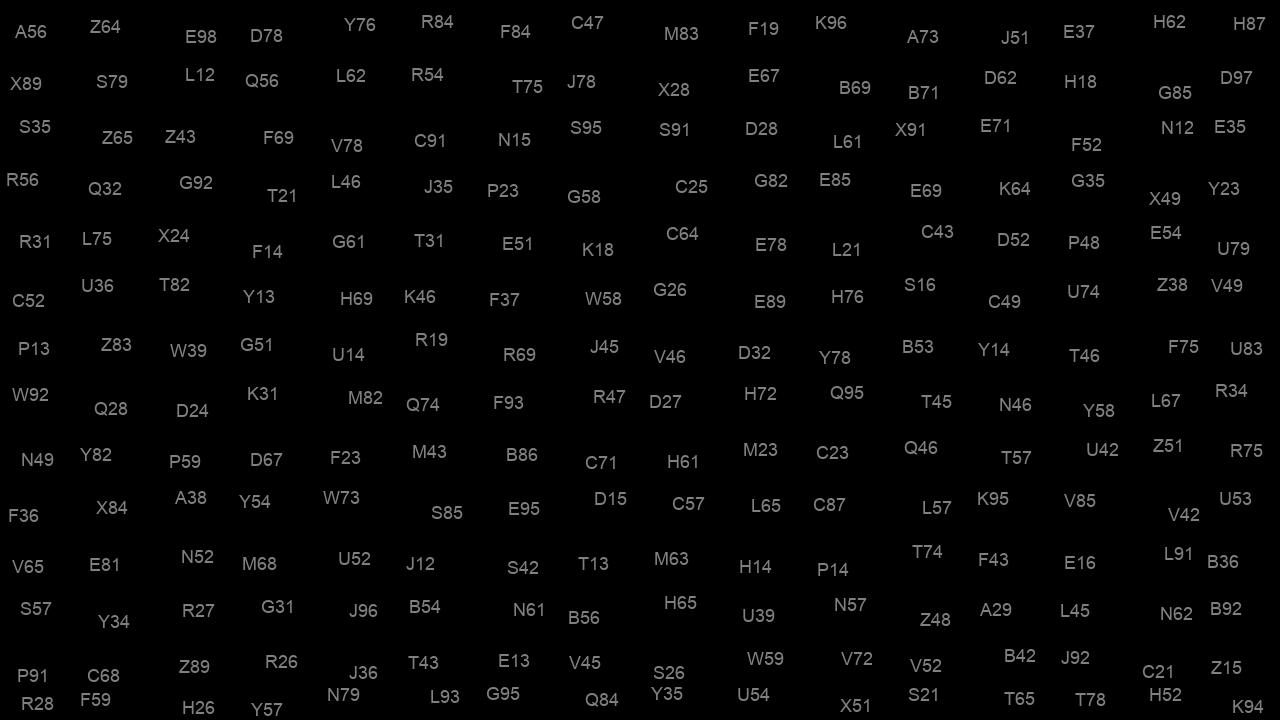 A56 Z64 E98 D78 Y76 R84 F84 C47 M83 F19 K96 A73 J51 E37 H62 H87
X89 S79 L12 Q56 L62 R54 T75 J78 X28 E67 B69 B71 D62 H18 G85 D97
S35 Z65 Z43 F69 V78 C91 N15 S95 S91 D28 L61 X91 E71 F52 N12 E35
R56 Q32 G92 T21 L46 J35 P23 G58 C25 G82 E85 E69 K64 G35 X49 Y23
R31 L75 X24 F14 G61 T31 E51 K18 C64 E78 L21 C43 D52 P48 E54 U79
C52 U36 T82 Y13 H69 K46 F37 W58 G26 E89 H76 S16 C49 U74 Z38 V49
P13 Z83 W39 G51 U14 R19 R69 J45 V46 D32 Y78 B53 Y14 T46 F75 U83
W92 Q28 D24 K31 M82 Q74 F93 R47 D27 H72 Q95 T45 N46 Y58 L67 R34
N49 Y82 P59 D67 F23 M43 B86 C71 H61 M23 C23 Q46 T57 U42 Z51 R75
F36 X84 A38 Y54 W73 S85 E95 D15 C57 L65 C87 L57 K95 V85 V42 U53
V65 E81 N52 M68 U52 J12 S42 T13 M63 H14 P14 T74 F43 E16 L91 B36
S57 Y34 R27 G31 J96 B54 N61 B56 H65 U39 N57 Z48 A29 L45 N62 B92
P91 C68 Z89 R26 J36 T43 E13 V45 S26 W59 V72 V52 B42 J92 C21 Z15
R28 F59 H26 Y57 N79 L93 G95 Q84 Y35 U54 X51 S21 T65 T78 H52 K94